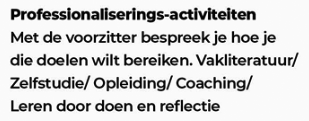 Professionaliserings-activiteiten
Met de voorzitter bespreek je hoe je
die doelen wilt bereiken. Vakliteratuur/
Zelfstudie/ Opleiding/ Coaching/
Leren door doen en reflectie